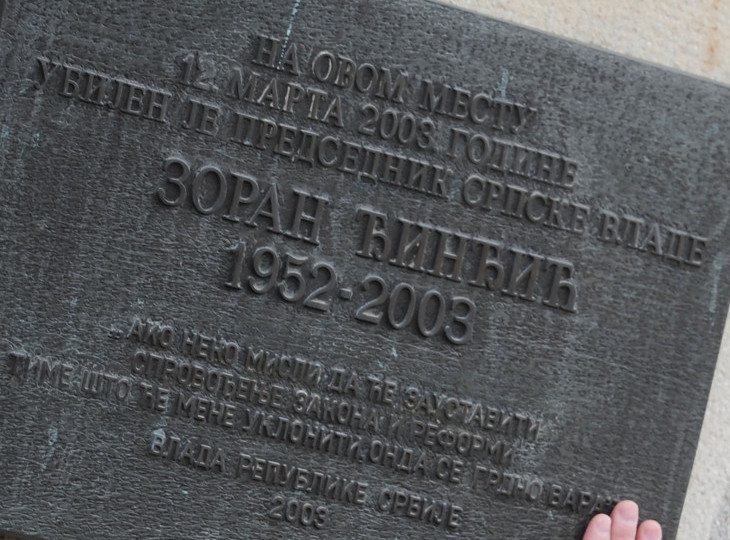 НА ОВОМ МЕСТУ
12. МАРТА 2003. ГОДИНЕ
УБИЈЕН ЈЕ ПРЕДСЕДНИК СРПСКЕ ВЛАДЕ
ЗОРАН ЂИНЂИЋ
1952-2003
„АКО НЕКО МИСЛИ ДА ЋЕ ЗАУСТАВИТИ
СПРОВОЂЕЊЕ ЗАКОНА И РЕФОРМИ
ТИМЕ ШТО ЋЕ МЕНЕ УКЛОНИТИ, ОНДА СЕ ГРДНО
ВЛАДА РЕПУБЛИКЕ СРБИЈЕ
2003